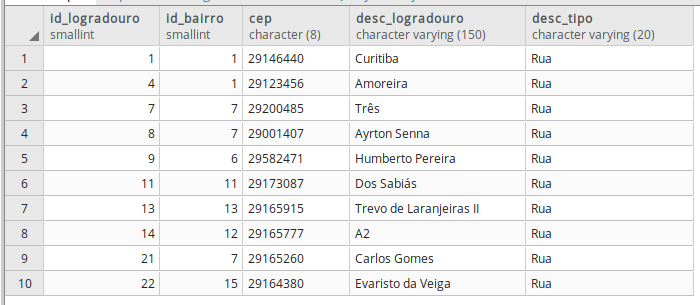 id_logradouro id_bairro cep desc_logradouro desc_tipo
smallint smallint character (8) character varying (150) character varying (20)
1 1 1 29146440 Curitiba Rua
2 4 1 29123456 Amoreira Rua
3 7 7 29200485 Três Rua
4 8 7 29001407 Ayrton Senna Rua
5 9 6 29582471 Humberto Pereira Rua
6 11 11 29173087 Dos Sabiás Rua
7 13 13 29165915 Trevo de Laranjeiras II Rua
8 14 12 29165777 A2 Rua
9 21 7 29165260 Carlos Gomes Rua
10 22 15 29164380 Evaristo da Veiga Rua